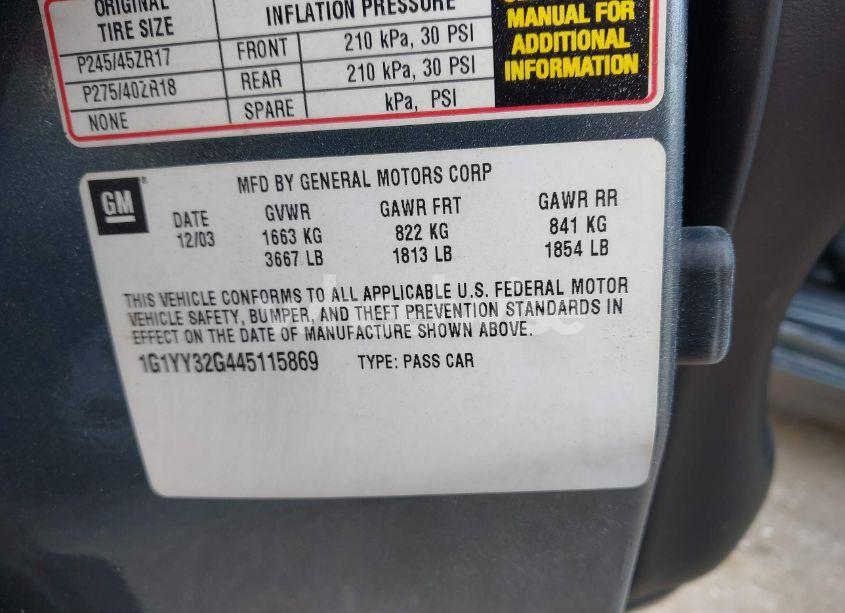 ORIGINAL
TIRE SIZE
INFLATION PRESSURE
P245/45ZR17 FRONT 210 kPa, 30 PSI
P275/40ZR18 REAR 210 kPa, 30 PSI
NONE SPARE kPa, PSI
MANUAL FOR
ADDITIONAL
INFORMATION
GM
MFD BY GENERAL MOTORS CORP
DATE GVWR GAWR FRT GAWR RR
12/03 1663 KG 822 KG 841 KG
3667 LB 1813 LB 1854 LB
THIS VEHICLE CONFORMS TO ALL APPLICABLE U.S. FEDERAL MOTOR
VEHICLE SAFETY, BUMPER, AND THEFT PREVENTION STANDARDS IN
EFFECT ON THE DATE OF MANUFACTURE SHOWN ABOVE.
1G1YY32G445115869 TYPE: PASS CAR